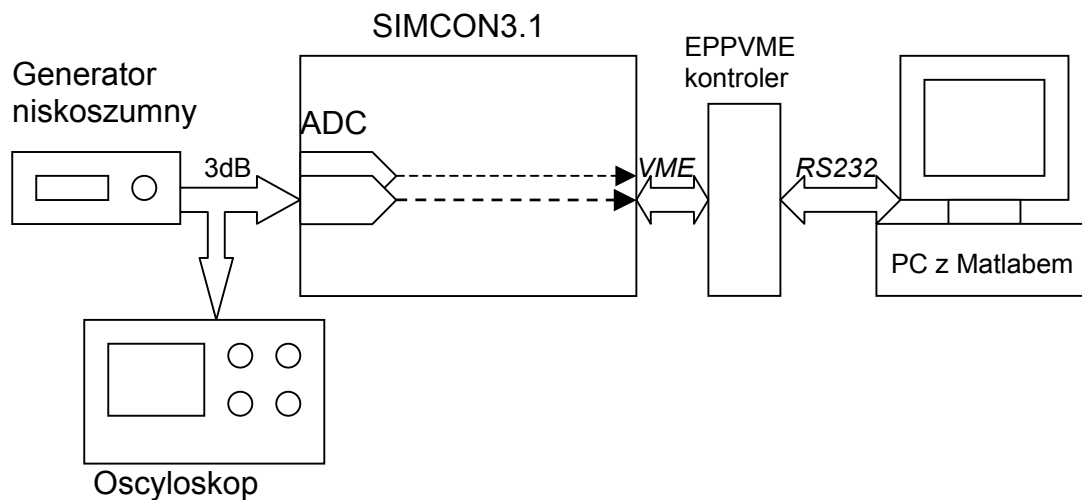 SIMCON3.1
EPPVME
kontroler
Generator
niskoszumny
ADC
3dB
VME
RS232
PC z Matlabem
Oscyloskop